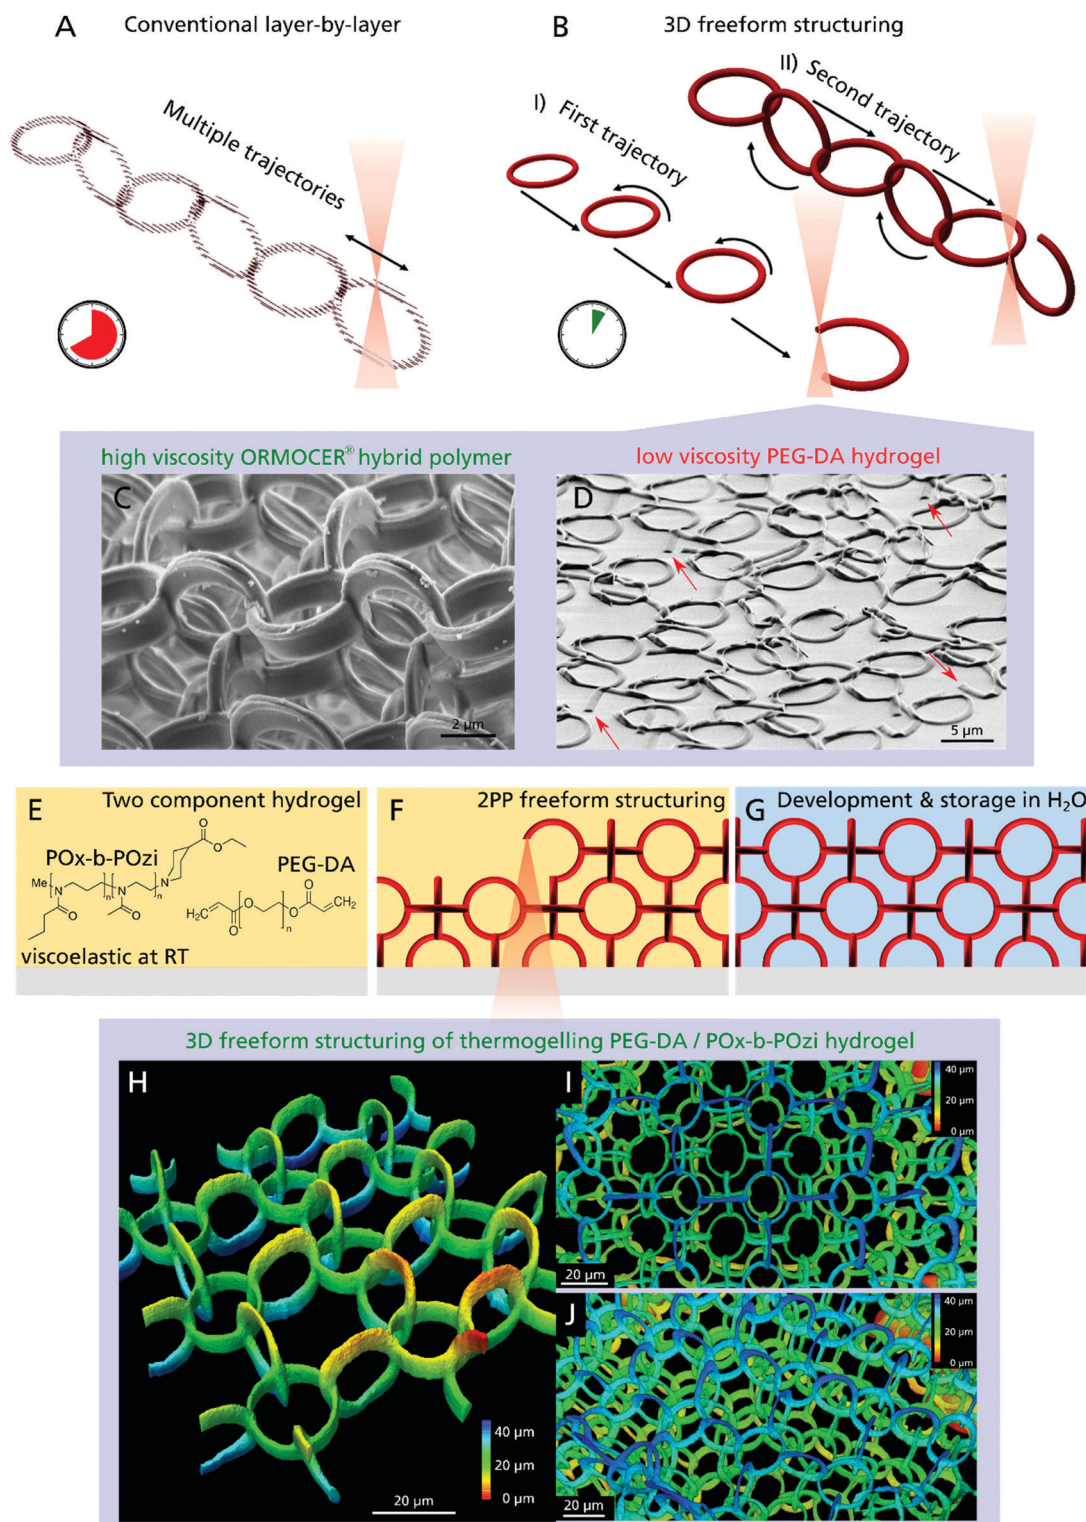 A
Conventional layer-by-layer
Multiple trajectories
B
3D freeform structuring
I) First trajectory
II) Second trajectory
high viscosity ORMOCER® hybrid polymer
low viscosity PEG-DA hydrogel
C
2 µm
D
5 µm
E
Two component hydrogel
POx-b-POzi
PEG-DA
O
O
Me
N
n
N
n
N
O
O
H₂C
O
O
O
n
O
CH₂
viscoelastic at RT
F
2PP freeform structuring
G
Development & storage in H₂O
3D freeform structuring of thermogelling PEG-DA / POx-b-POzi hydrogel
H
40 µm
20 µm
0 µm
20 µm
I
40 µm
20 µm
0 µm
20 µm
J
40 µm
20 µm
0 µm
20 µm